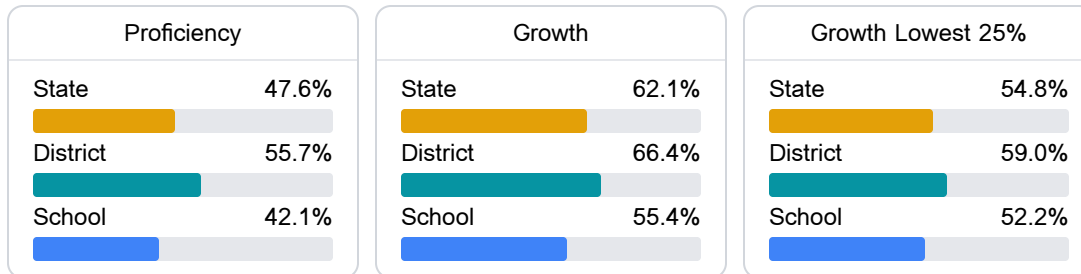 Proficiency
State 47.6%
District 55.7%
School 42.1%
Growth
State 62.1%
District 66.4%
School 55.4%
Growth Lowest 25%
State 54.8%
District 59.0%
School 52.2%